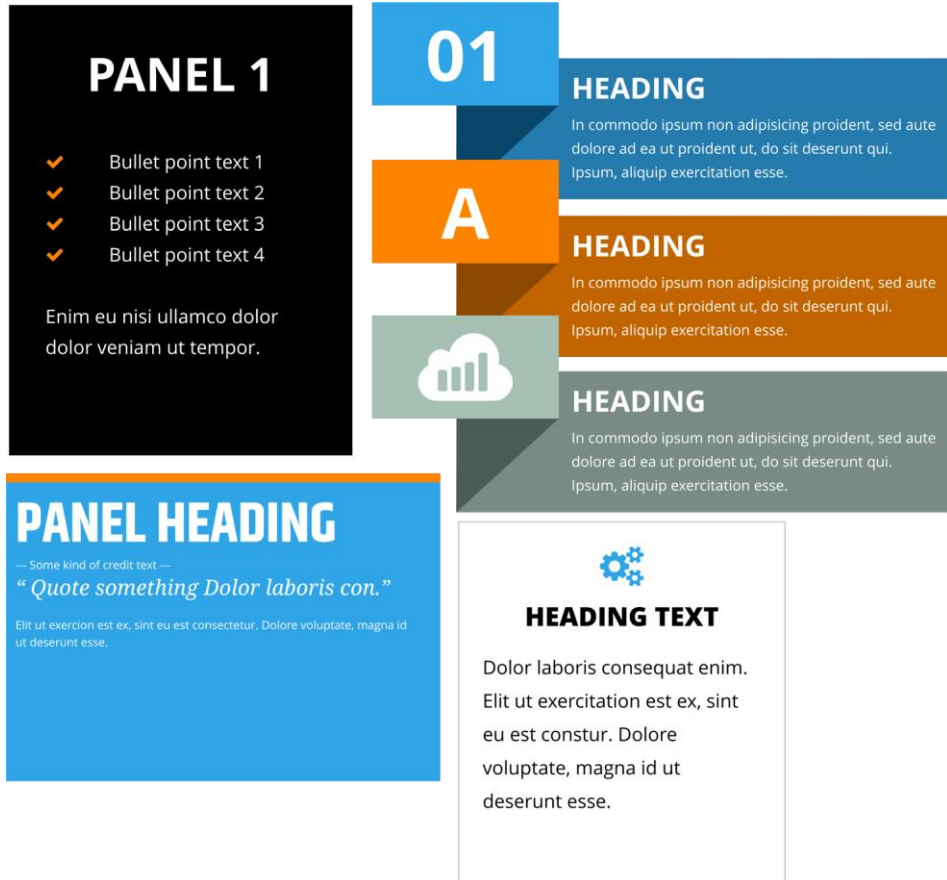 PANEL 1
Bullet point text 1
Bullet point text 2
Bullet point text 3
Bullet point text 4
Enim eu nisi ullamco dolor
dolor veniam ut tempor.
01
HEADING
In commodo ipsum non adipisicing proident, sed aute
dolore ad ea ut proident ut, do sit deserunt qui.
Ipsum, aliquip exercitation esse.
A
HEADING
In commodo ipsum non adipisicing proident, sed aute
dolore ad ea ut proident ut, do sit deserunt qui.
Ipsum, aliquip exercitation esse.
HEADING
In commodo ipsum non adipisicing proident, sed aute
dolore ad ea ut proident ut, do sit deserunt qui.
Ipsum, aliquip exercitation esse.
PANEL HEADING
--- Some kind of credit text ---
“ Quote something Dolor laboris con.”
Elit ut exercion est ex, sint eu est consectetur. Dolore voluptate, magna id
ut deserunt esse.
HEADING TEXT
Dolor laboris consequat enim.
Elit ut exercitation est ex, sint
eu est constur. Dolore
voluptate, magna id ut
deserunt esse.